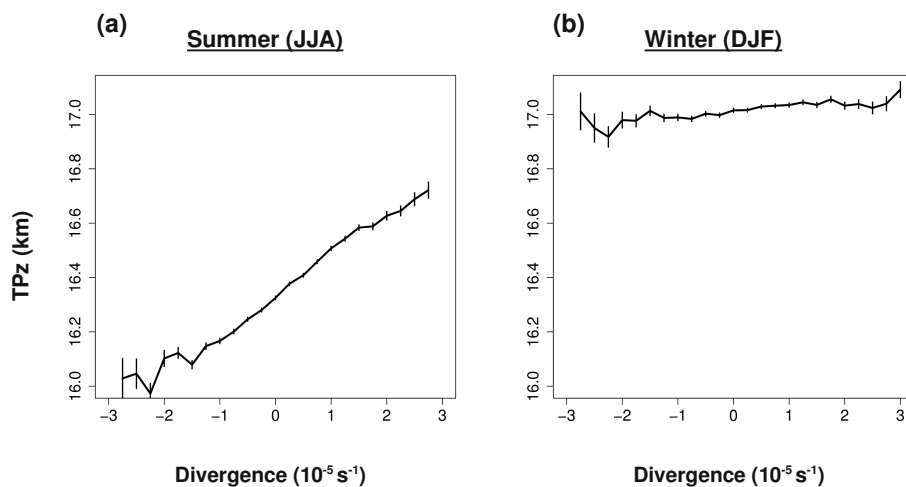 (a)
Summer (JJA)
(b)
Winter (DJF)
TPz (km)
16.0 16.2 16.4 16.6 16.8 17.0
16.0 16.2 16.4 16.6 16.8 17.0
−3 −2 −1 0 1 2 3
−3 −2 −1 0 1 2 3
Divergence (10⁻⁵ s⁻¹)
Divergence (10⁻⁵ s⁻¹)